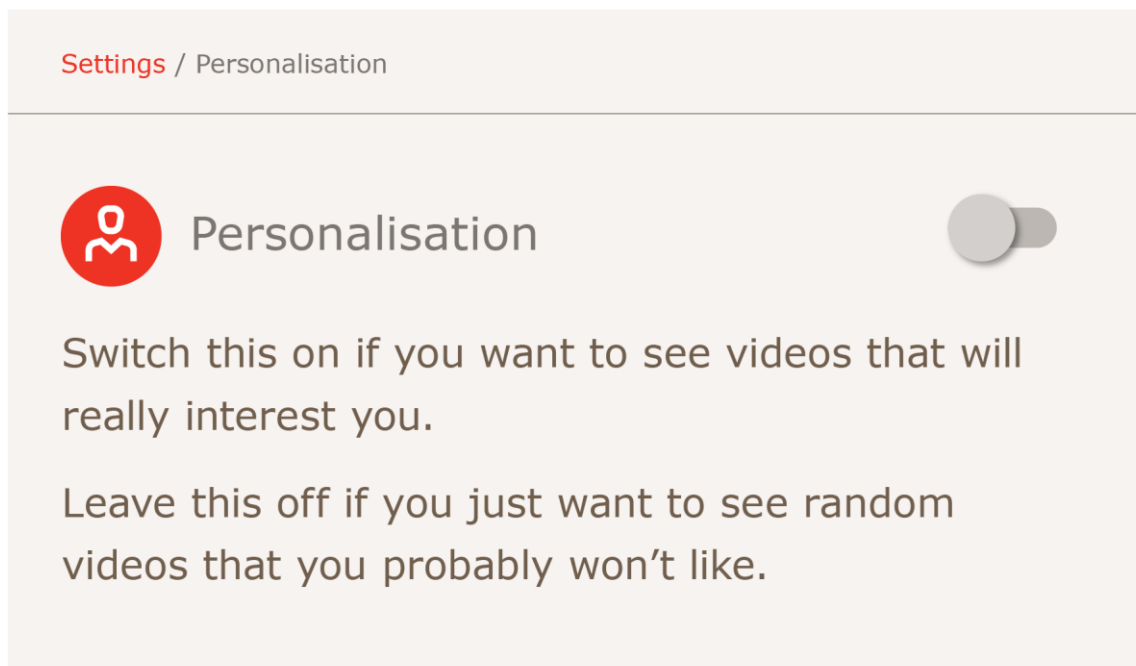 Settings / Personalisation
Personalisation
Switch this on if you want to see videos that will
really interest you.
Leave this off if you just want to see random
videos that you probably won’t like.